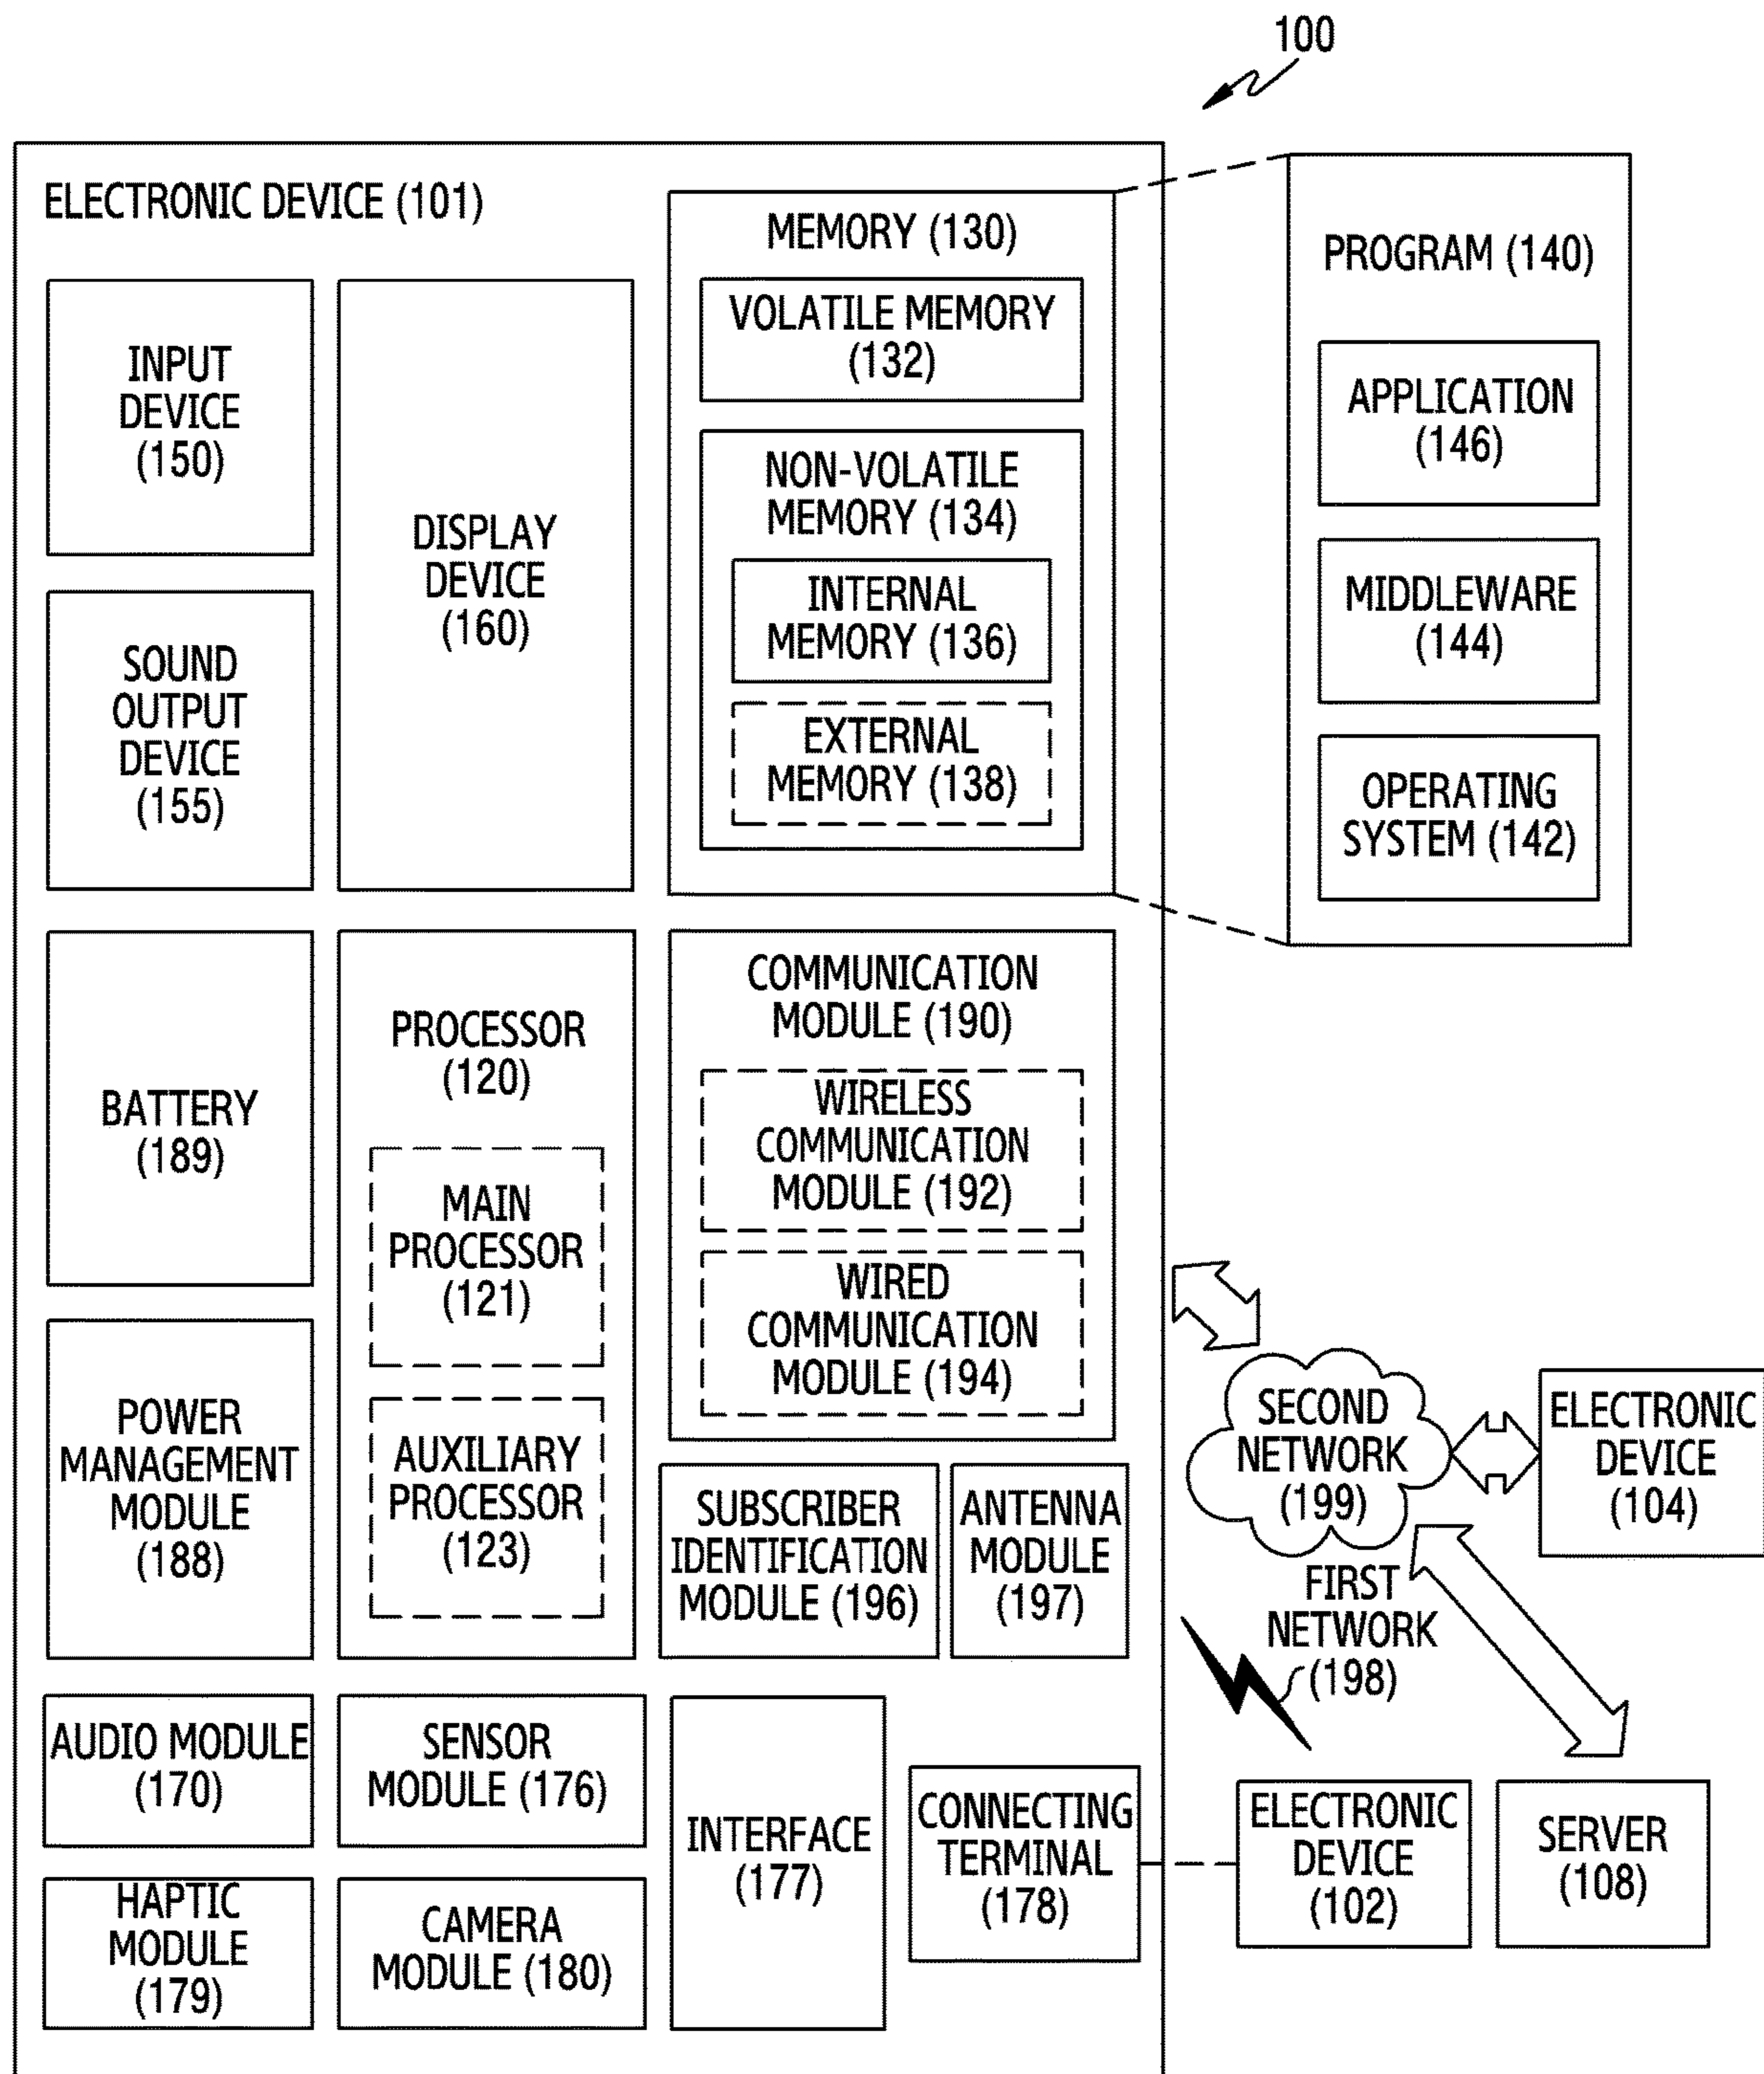 100
ELECTRONIC DEVICE (101)
INPUT
DEVICE
(150)
SOUND
OUTPUT
DEVICE
(155)
DISPLAY
DEVICE
(160)
MEMORY (130)
VOLATILE MEMORY
(132)
NON-VOLATILE
MEMORY (134)
INTERNAL
MEMORY (136)
EXTERNAL
MEMORY (138)
PROGRAM (140)
APPLICATION
(146)
MIDDLEWARE
(144)
OPERATING
SYSTEM (142)
BATTERY
(189)
POWER
MANAGEMENT
MODULE
(188)
PROCESSOR
(120)
MAIN
PROCESSOR
(121)
AUXILIARY
PROCESSOR
(123)
COMMUNICATION
MODULE (190)
WIRELESS
COMMUNICATION
MODULE (192)
WIRED
COMMUNICATION
MODULE (194)
SUBSCRIBER
IDENTIFICATION
MODULE (196)
ANTENNA
MODULE
(197)
SECOND
NETWORK
(199)
ELECTRONIC
DEVICE
(104)
FIRST
NETWORK
(198)
AUDIO MODULE
(170)
SENSOR
MODULE (176)
HAPTIC
MODULE
(179)
CAMERA
MODULE (180)
INTERFACE
(177)
CONNECTING
TERMINAL
(178)
ELECTRONIC
DEVICE
(102)
SERVER
(108)